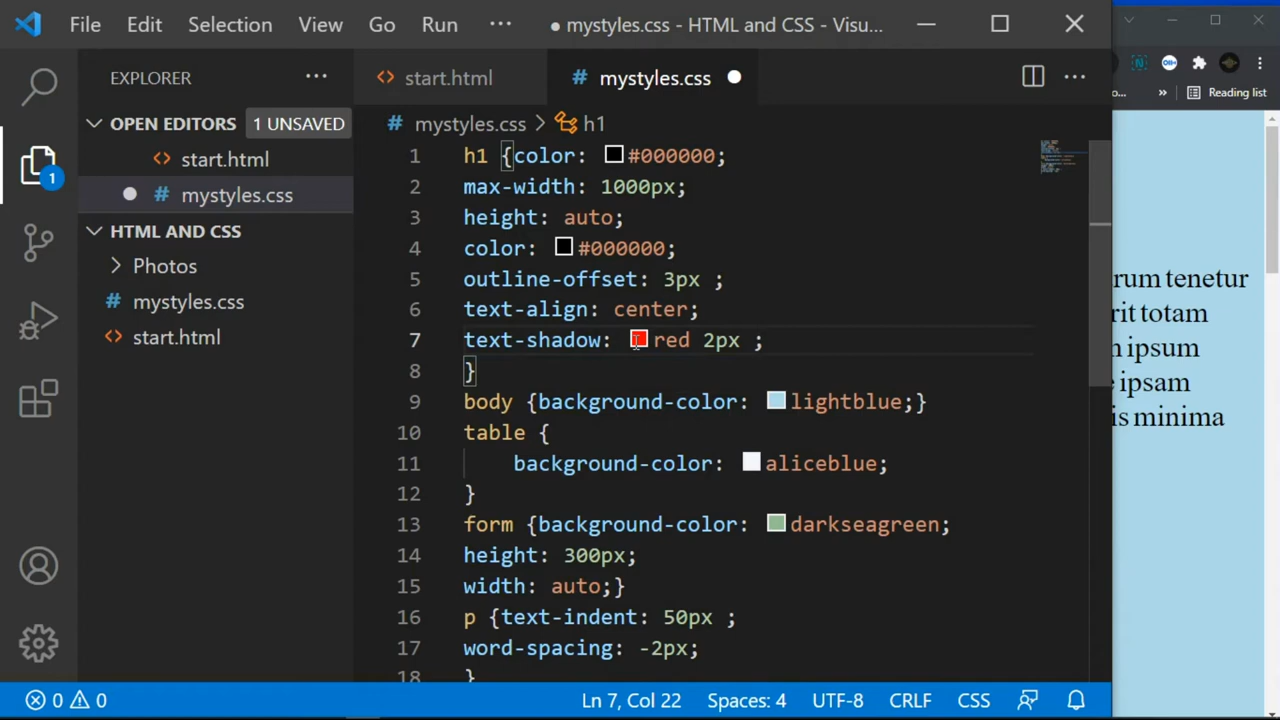 File Edit Selection View Go Run ··· ● mystyles.css - HTML and CSS - Visu...
EXPLORER ···
<> start.html
# mystyles.css ●
···
Reading list
o... »
OPEN EDITORS 1 UNSAVED
<> start.html
● # mystyles.css
HTML AND CSS
> Photos
# mystyles.css
<> start.html
1
# mystyles.css > h1
1 h1 {color: #000000;
2 max-width: 1000px;
3 height: auto;
4 color: #000000;
5 outline-offset: 3px ;
6 text-align: center;
7 text-shadow: red 2px ;
8 }
9 body {background-color: lightblue;}
10 table {
11 background-color: aliceblue;
12 }
13 form {background-color: darkseagreen;
14 height: 300px;
15 width: auto;}
16 p {text-indent: 50px ;
17 word-spacing: -2px;
18 }
rum tenetur
rit totam
ipsum
e ipsam
is minima
0 0
Ln 7, Col 22 Spaces: 4 UTF-8 CRLF CSS